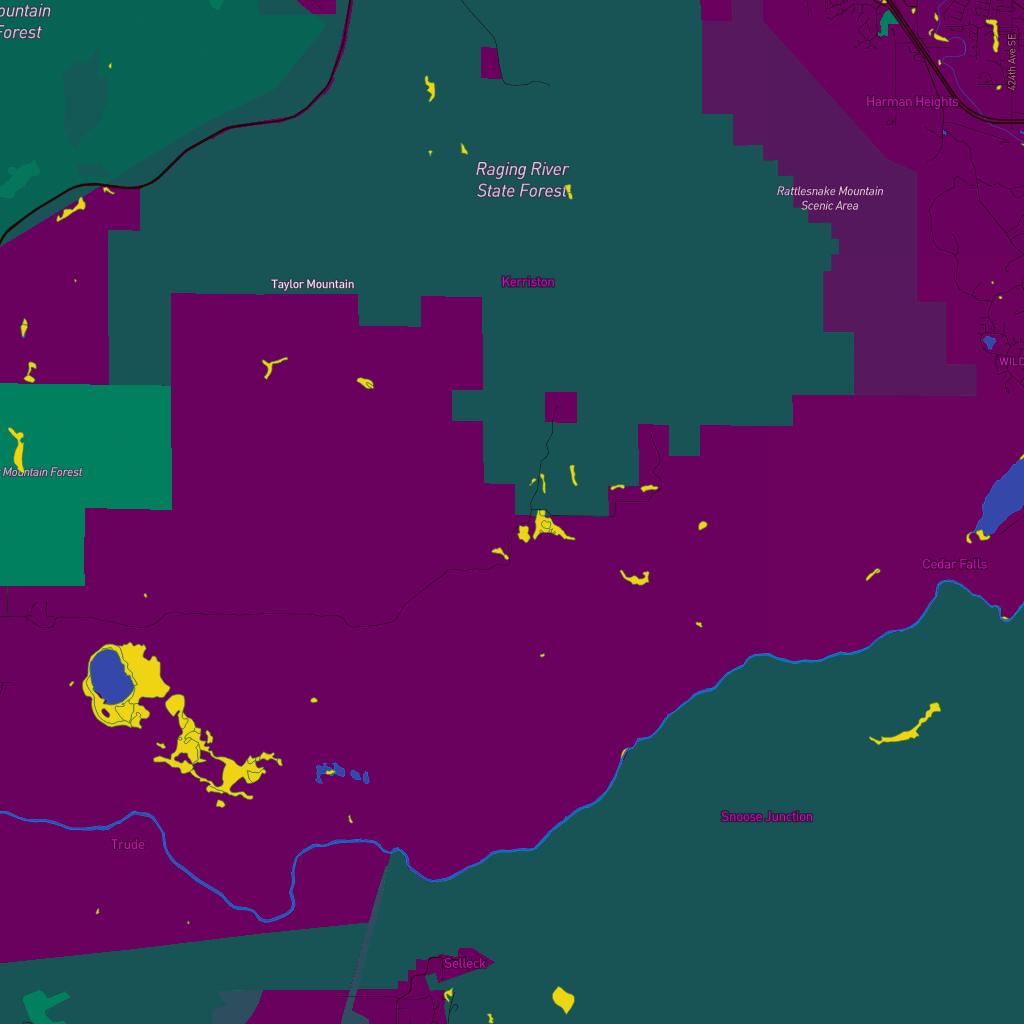 ountain
Forest
424th Ave SE
Harman Heights
Raging River
State Forest
Rattlesnake Mountain
Scenic Area
Taylor Mountain
Kerriston
WILD
Mountain Forest
Cedar Falls
Snoose Junction
Trude
Selleck